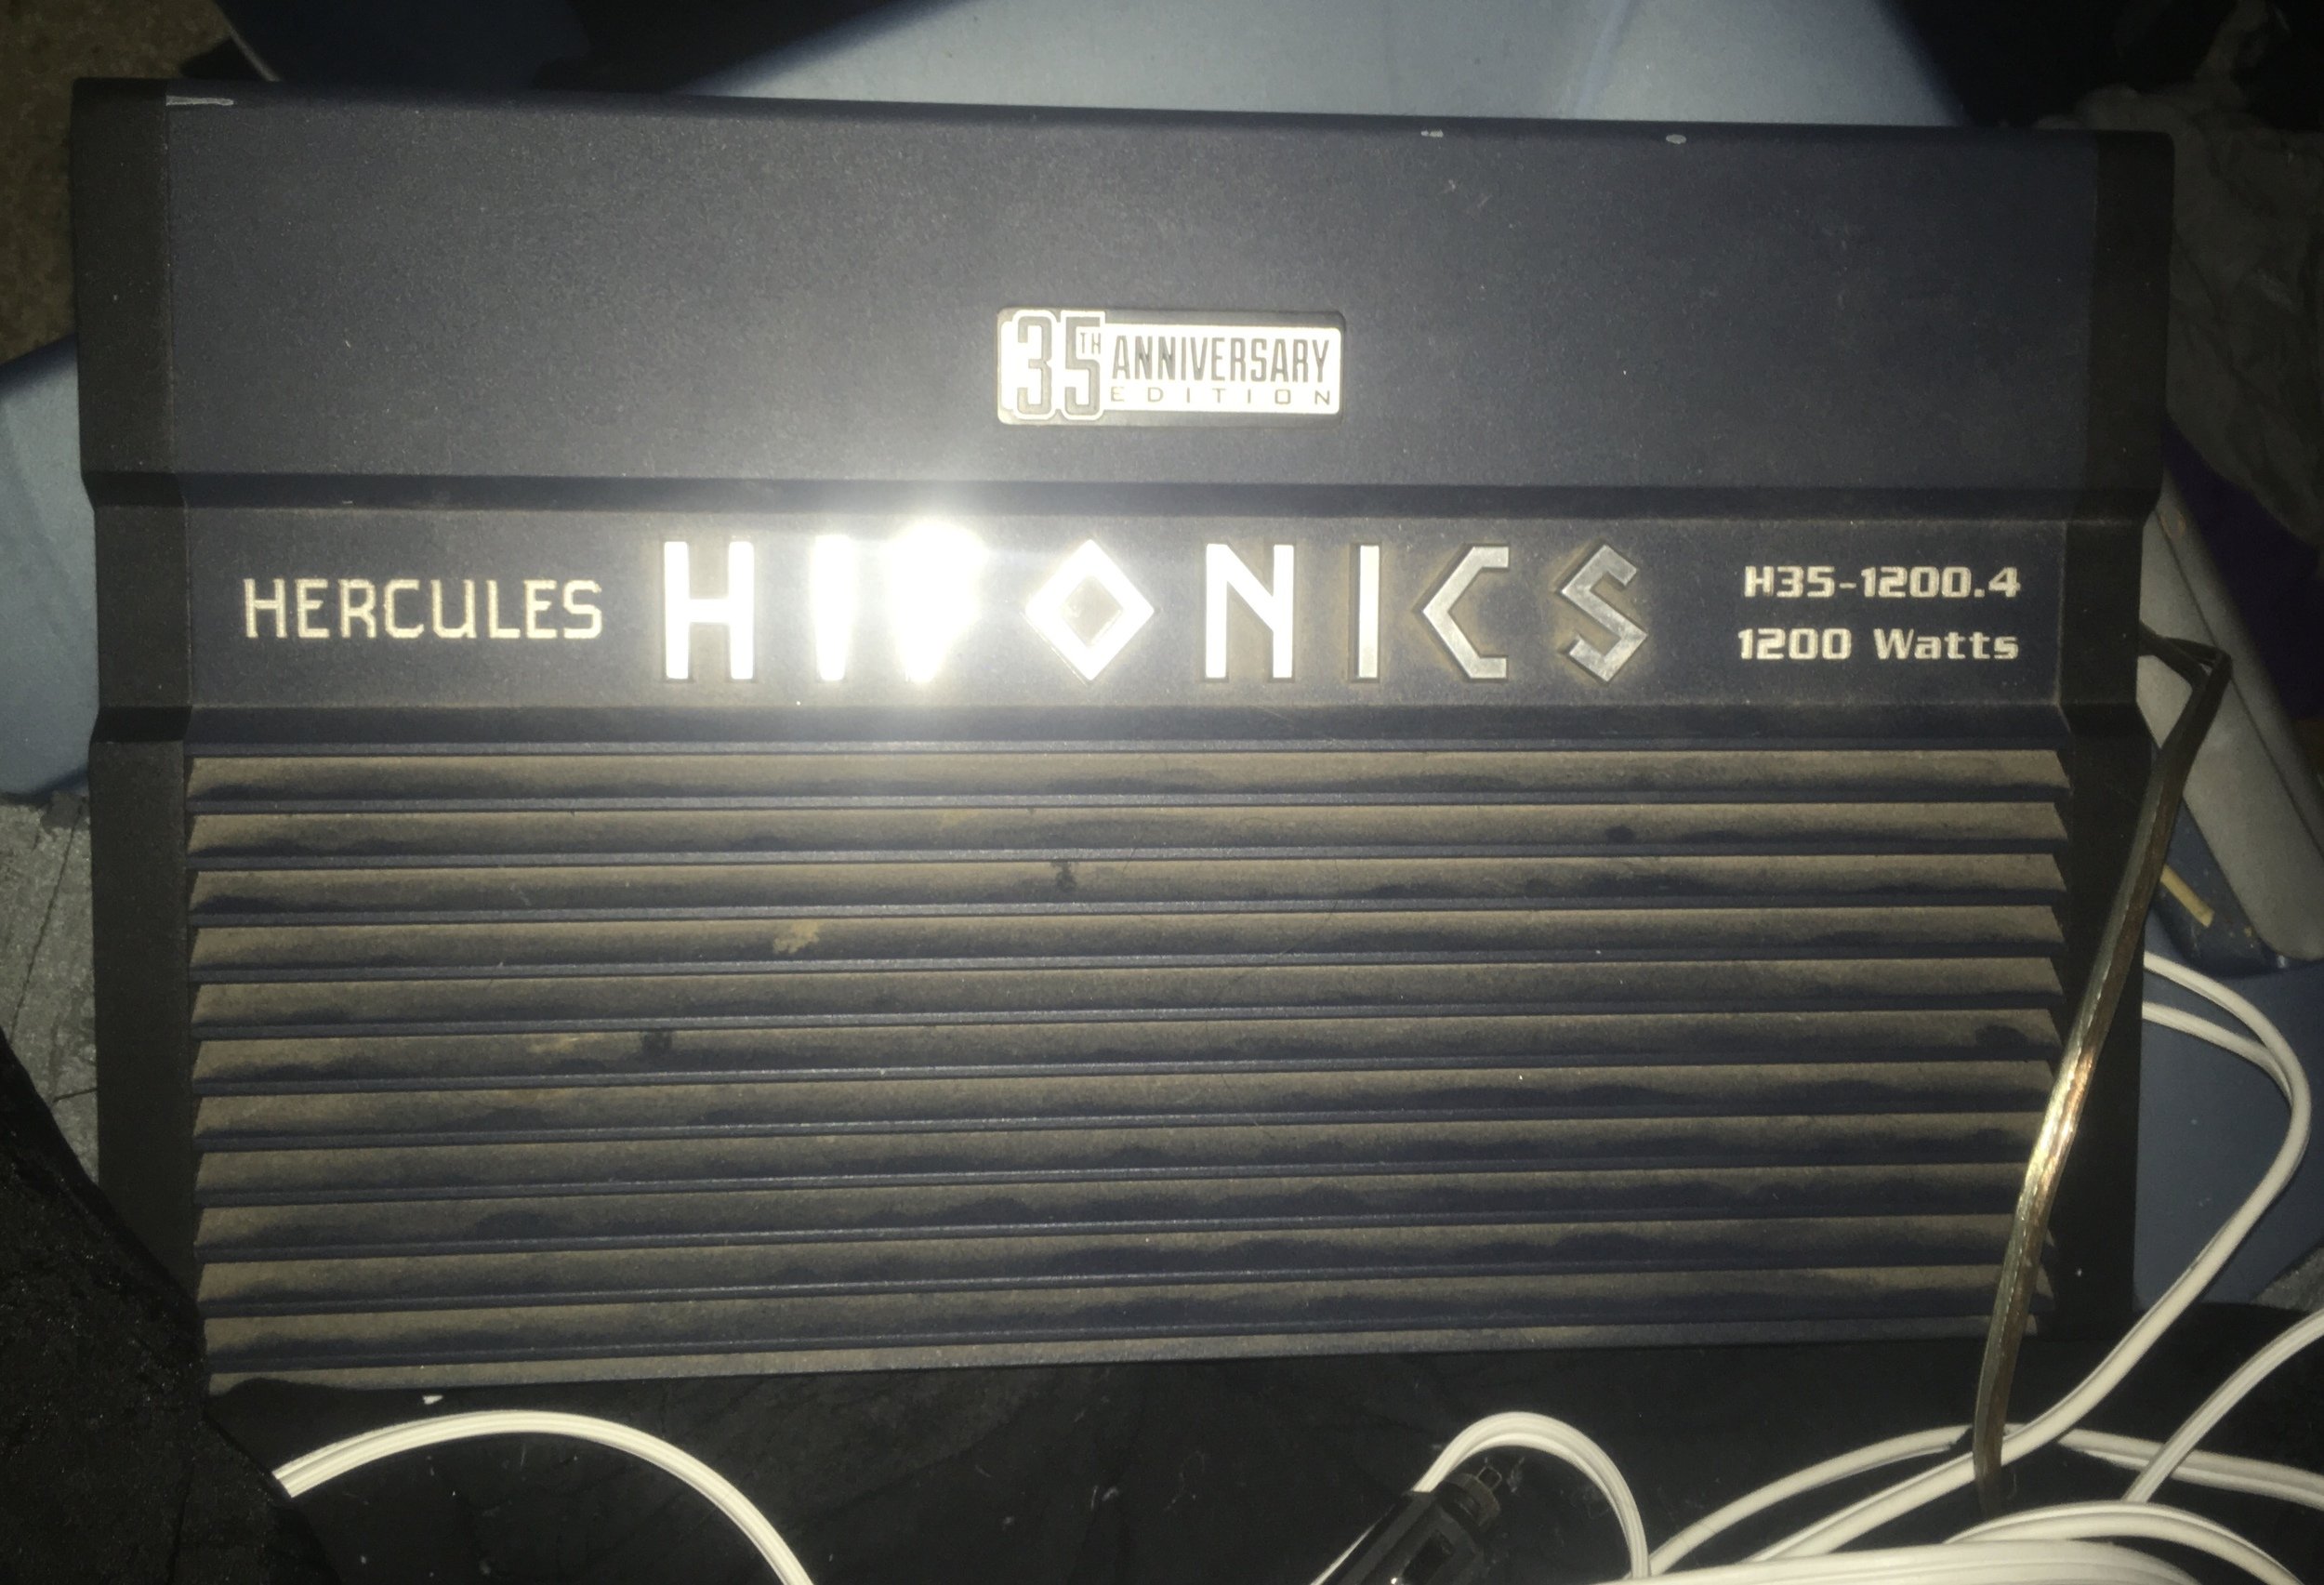 35TH ANNIVERSARY
EDITION
HERCULES HIFONICS H35-1200.4
1200 Watts